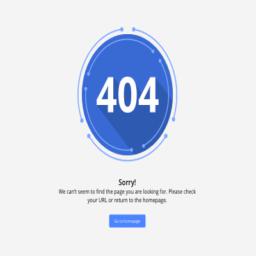 404
Sorry!
We can't seem to find the page you are looking for. Please check
your URL or return to the homepage.
Go to homepage